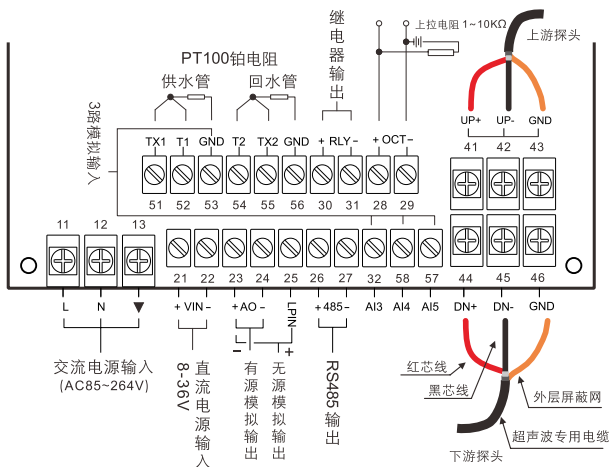 继电器输出
上拉电阻 1~10KΩ
上游探头
PT100铂电阻
供水管
回水管
3路模拟输入
TX1 T1 GND T2 TX2 GND + RLY − + OCT −
UP+ UP- GND
41 42 43
51 52 53 54 55 56 30 31 28 29
11 12 13
21 22 23 24 25 26 27 32 58 57
44 45 46
L N
+ VIN − + AO − LPIN + 485 − AI3 AI4 AI5
DN+ DN- GND
− +
交流电源输入
(AC85~264V)
直流电源输入
8-36V
有源模拟输出
无源模拟输出
RS485输出
红芯线
黑芯线
外层屏蔽网
超声波专用电缆
下游探头